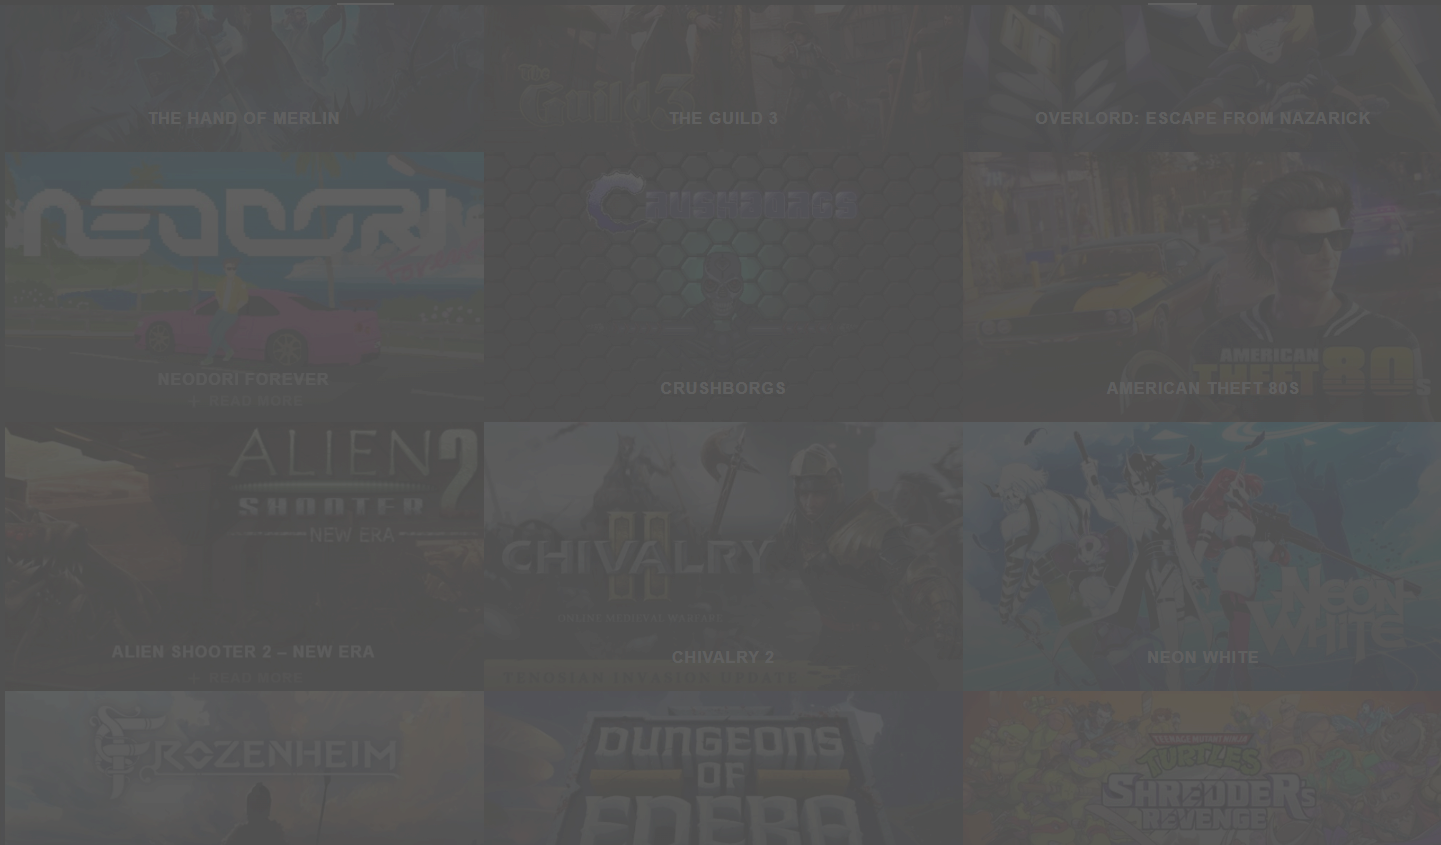 The
Guild 3
THE HAND OF MERLIN
THE GUILD 3
OVERLORD: ESCAPE FROM NAZARICK
NEODORI
CRUSHBORGS
AMERICAN
THEFT 80S
NEODORI FOREVER
+ READ MORE
CRUSHBORGS
AMERICAN THEFT 80S
ALIEN 2
SHOOTER
NEW ERA
CHIVALRY II
ONLINE MEDIEVAL WARFARE
NEON
WHITE
ALIEN SHOOTER 2 – NEW ERA
+ READ MORE
CHIVALRY 2
TENOSIAN INVASION UPDATE
NEON WHITE
FROZENHEIM
DUNGEONS
OF
EDERA
TEENAGE MUTANT NINJA
TURTLES
SHREDDER'S
REVENGE